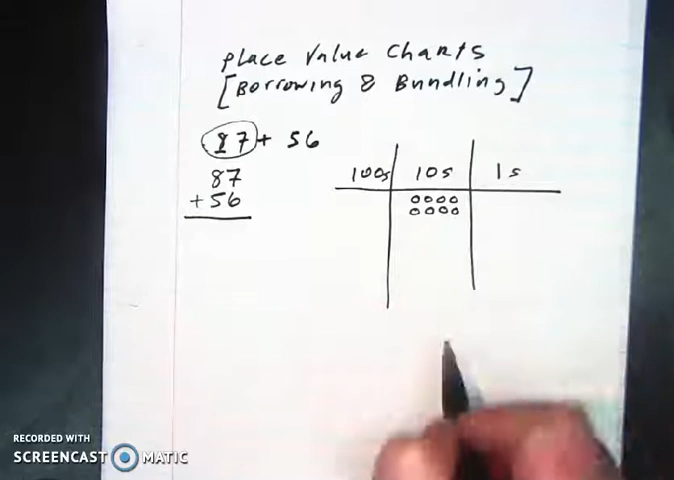 Place Value Charts
[Borrowing & Bundling]
87 + 56
87
+56
100s 10s 1s
RECORDED WITH
SCREENCAST MATIC